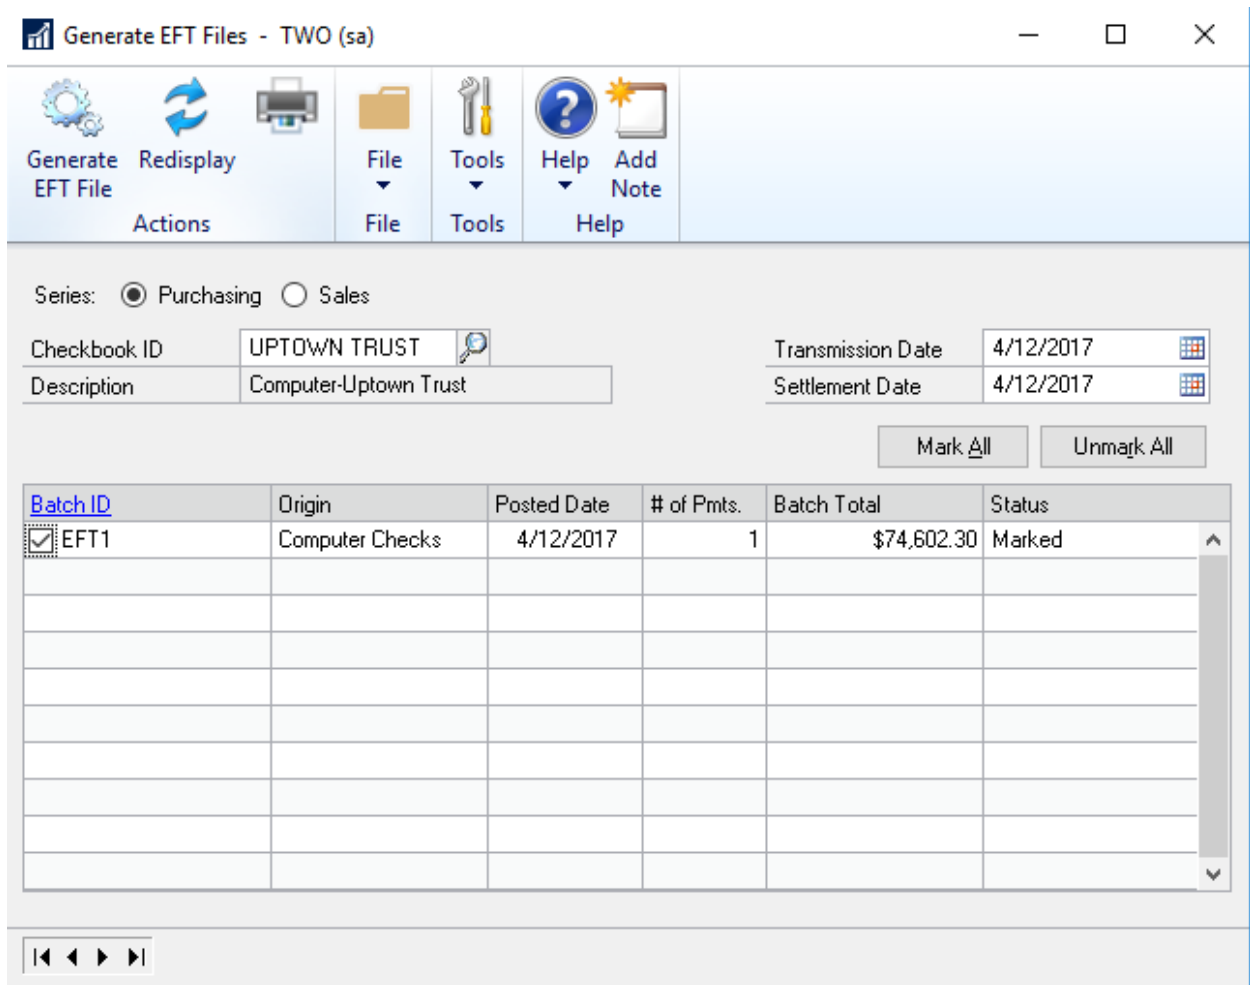 Generate EFT Files - TWO (sa)
Generate EFT File
Redisplay
File
Tools
Help
Add Note
Actions
File
Tools
Help
Series: Purchasing Sales
Checkbook ID UPTOWN TRUST Transmission Date 4/12/2017
Description Computer-Uptown Trust Settlement Date 4/12/2017
Mark All Unmark All
Batch ID Origin Posted Date # of Pmts. Batch Total Status
EFT1 Computer Checks 4/12/2017 1 $74,602.30 Marked